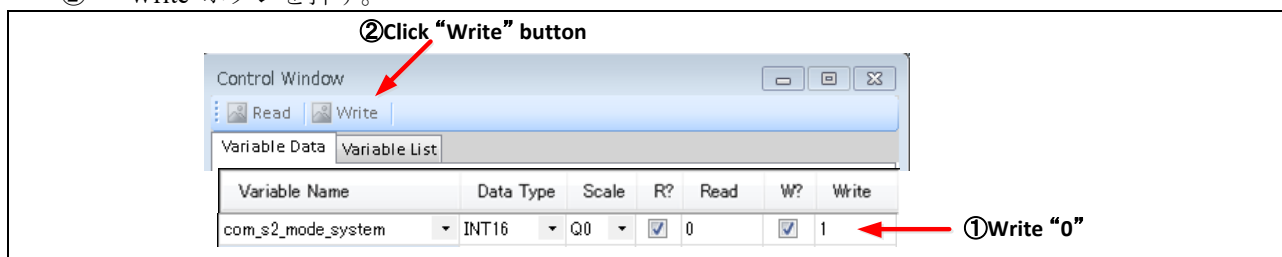 ②Click “Write” button
Control Window
Read Write
Variable Data Variable List
Variable Name Data Type Scale R? Read W? Write
com_s2_mode_system INT16 Q0 0 1
①Write “0”